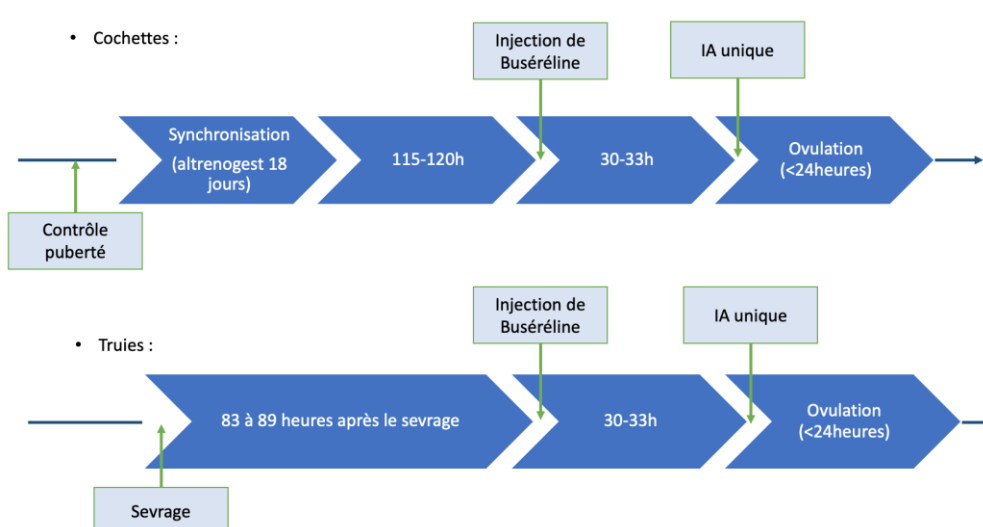 • Cochettes :
Injection de
Buséréline
IA unique
Synchronisation
(altrenogest 18
jours)
115-120h
30-33h
Ovulation
(<24heures)
Contrôle
puberté
• Truies :
Injection de
Buséréline
IA unique
83 à 89 heures après le sevrage
30-33h
Ovulation
(<24heures)
Sevrage